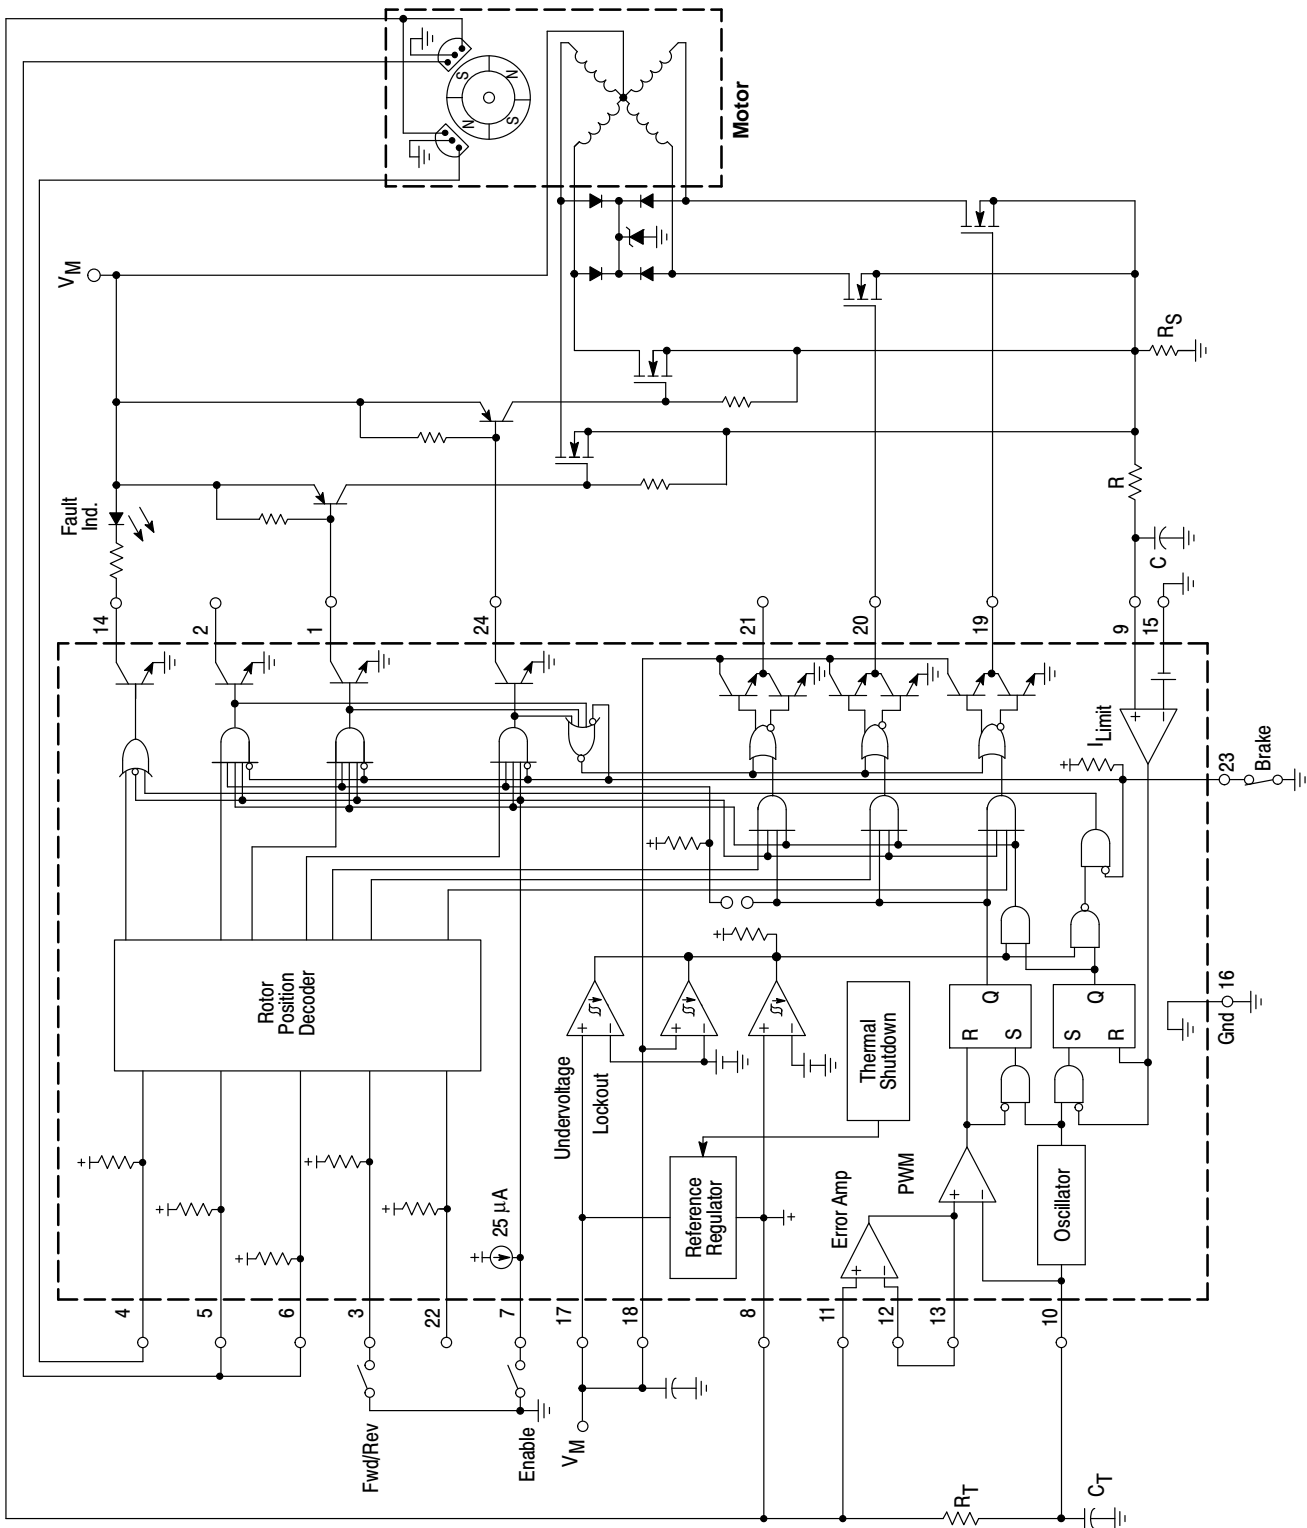 Motor
S
N
N
S
VM
RS
R
C
Fault
Ind.
14
2
1
24
21
20
19
9
15
ILimit
23
Brake
Gnd 16
Rotor
Position
Decoder
Undervoltage
Lockout
Thermal
Shutdown
Reference
Regulator
Error Amp
PWM
Oscillator
R
Q
S
S
Q
R
+
-
25 µA
4
5
6
3
22
7
17
18
8
11
12
13
10
Fwd/Rev
Enable
VM
RT
CT